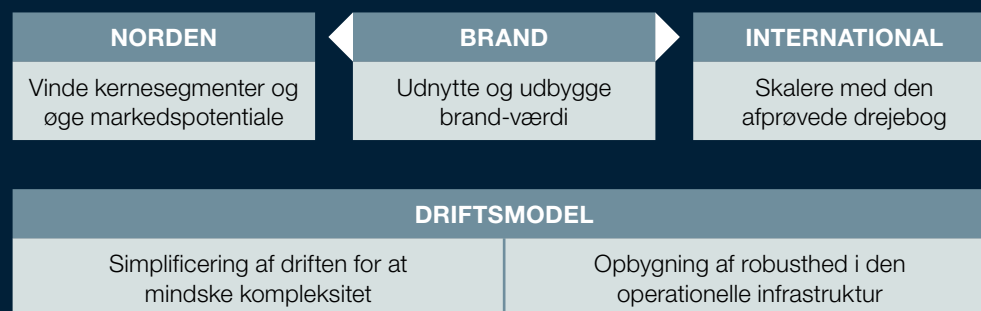 NORDEN
Vinde kernesegmenter og
øge markedspotentiale
BRAND
Udnytte og udbygge
brand-værdi
INTERNATIONAL
Skalere med den
afprøvede drejebog
DRIFTSMODEL
Simplificering af driften for at
mindske kompleksitet
Opbygning af robusthed i den
operationelle infrastruktur